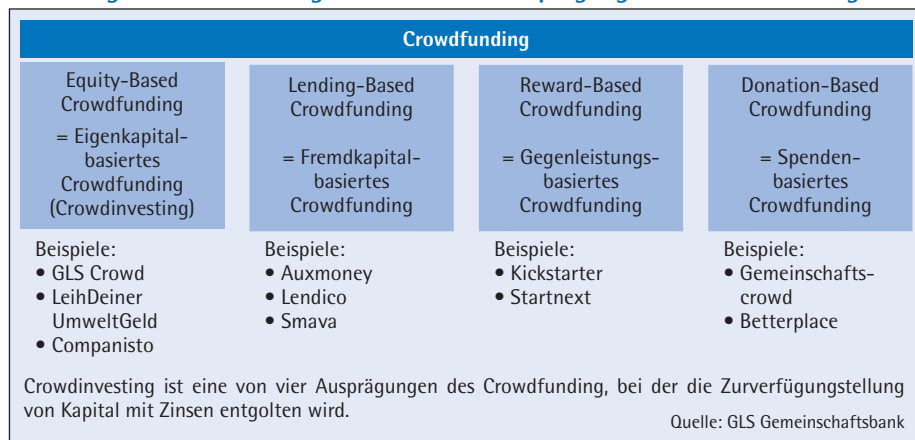 Crowdfunding
Equity-Based
Crowdfunding
= Eigenkapital-
basiertes
Crowdfunding
(Crowdinvesting)
Beispiele:
• GLS Crowd
• LeihDeiner
UmweltGeld
• Companisto
Lending-Based
Crowdfunding
= Fremdkapital-
basiertes
Crowdfunding
Beispiele:
• Auxmoney
• Lendico
• Smava
Reward-Based
Crowdfunding
= Gegenleistungs-
basiertes
Crowdfunding
Beispiele:
• Kickstarter
• Startnext
Donation-Based
Crowdfunding
= Spenden-
basiertes
Crowdfunding
Beispiele:
• Gemeinschafts-
crowd
• Betterplace
Crowdinvesting ist eine von vier Ausprägungen des Crowdfunding, bei der die Zurverfügungstellung
von Kapital mit Zinsen entgolten wird.
Quelle: GLS Gemeinschaftsbank